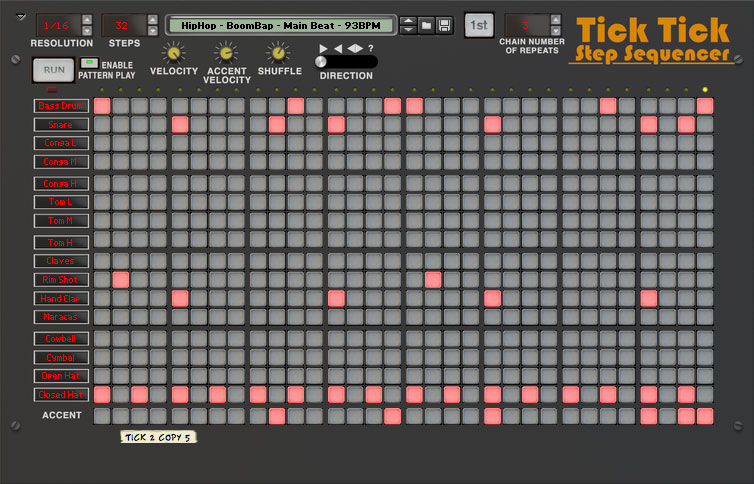 1/16
32
HipHop - BoomBap - Main Beat - 93BPM
1st
3
Tick Tick
Step Sequencer
RESOLUTION
STEPS
CHAIN NUMBER
OF REPEATS
RUN
ENABLE
PATTERN PLAY
VELOCITY
ACCENT
VELOCITY
SHUFFLE
?
DIRECTION
Bass Drum
Snare
Conga L
Conga M
Conga H
Tom L
Tom M
Tom H
Claves
Rim Shot
Hand Clap
Maracas
Cowbell
Cymbal
Open Hat
Closed Hat
ACCENT
TICK 2 COPY 5